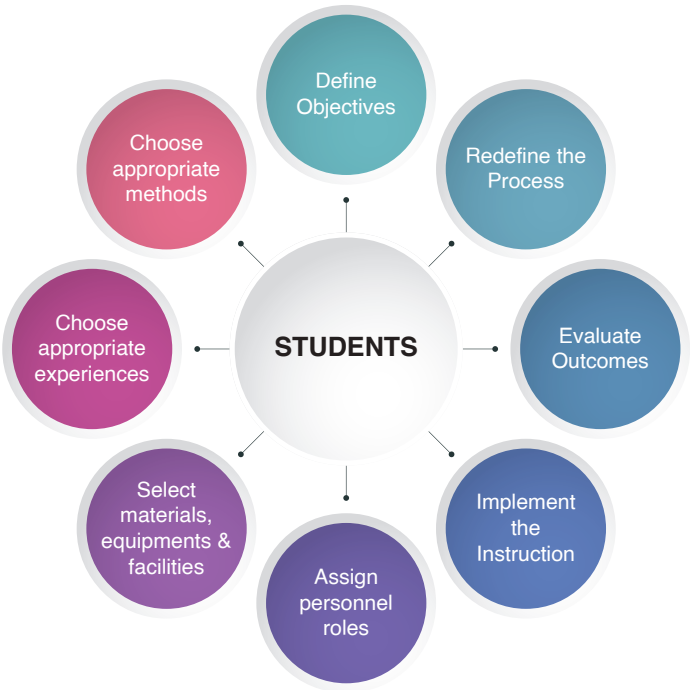 Define
Objectives
Redefine the
Process
Evaluate
Outcomes
Implement
the
Instruction
Assign
personnel
roles
Select
materials,
equipments &
facilities
Choose
appropriate
experiences
Choose
appropriate
methods
STUDENTS